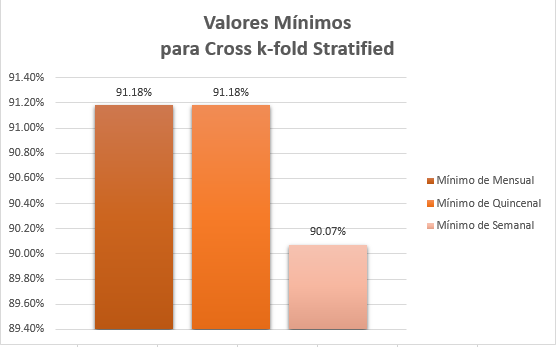 Valores Mínimos
para Cross k-fold Stratified
91.40%
91.20%
91.00%
90.80%
90.60%
90.40%
90.20%
90.00%
89.80%
89.60%
89.40%
91.18%
91.18%
90.07%
Mínimo de Mensual
Mínimo de Quincenal
Mínimo de Semanal